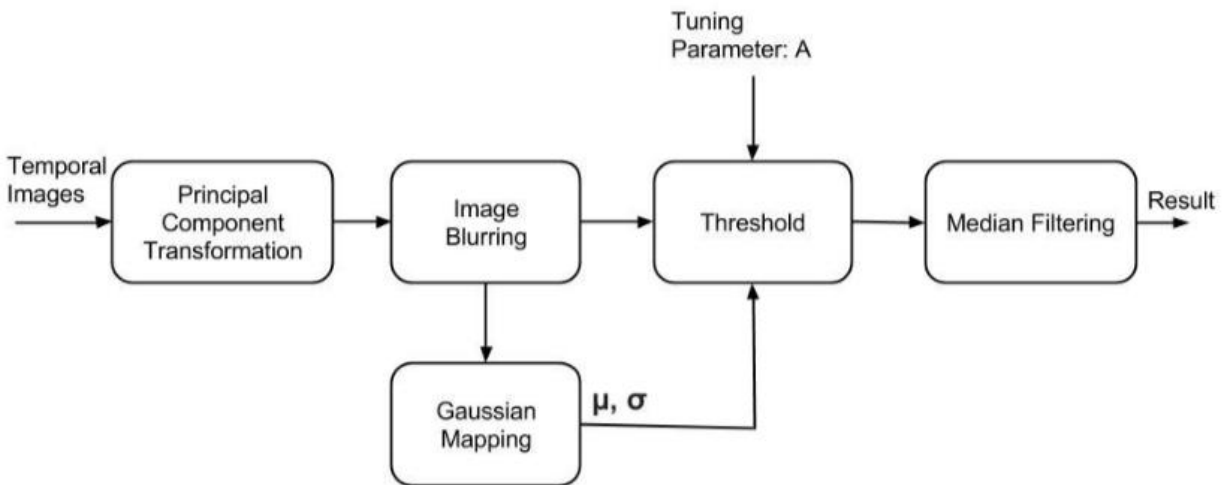 Tuning
Parameter: A
Temporal
Images
Principal
Component
Transformation
Image
Blurring
Threshold
Median Filtering
Result
Gaussian
Mapping
μ, σ